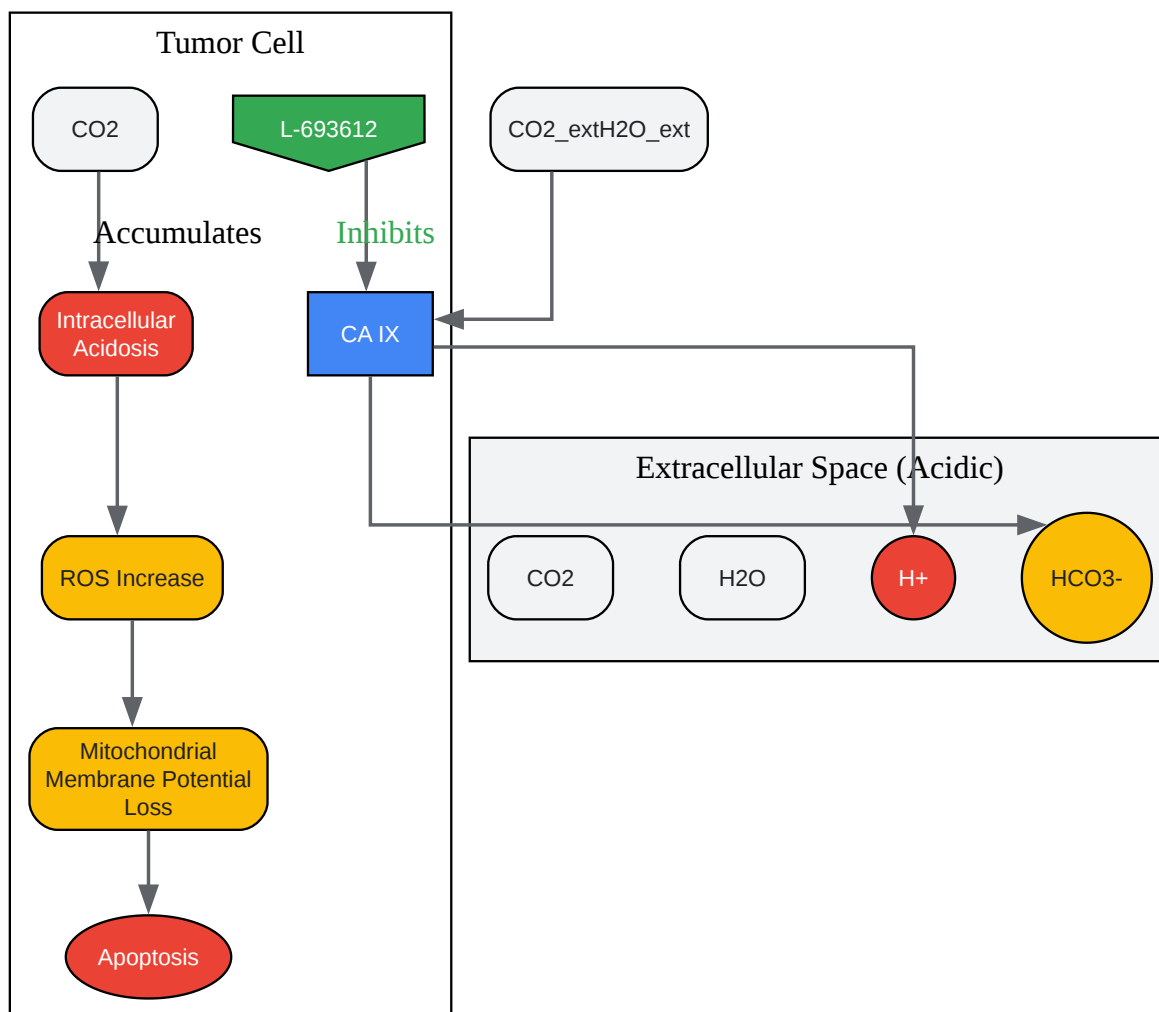 Tumor Cell
CO2
L-693612
CO2_extH2O_ext
Accumulates
Inhibits
Intracellular
Acidosis
CA IX
Extracellular Space (Acidic)
ROS Increase
CO2
H2O
H+
HCO3-
Mitochondrial
Membrane Potential
Loss
Apoptosis